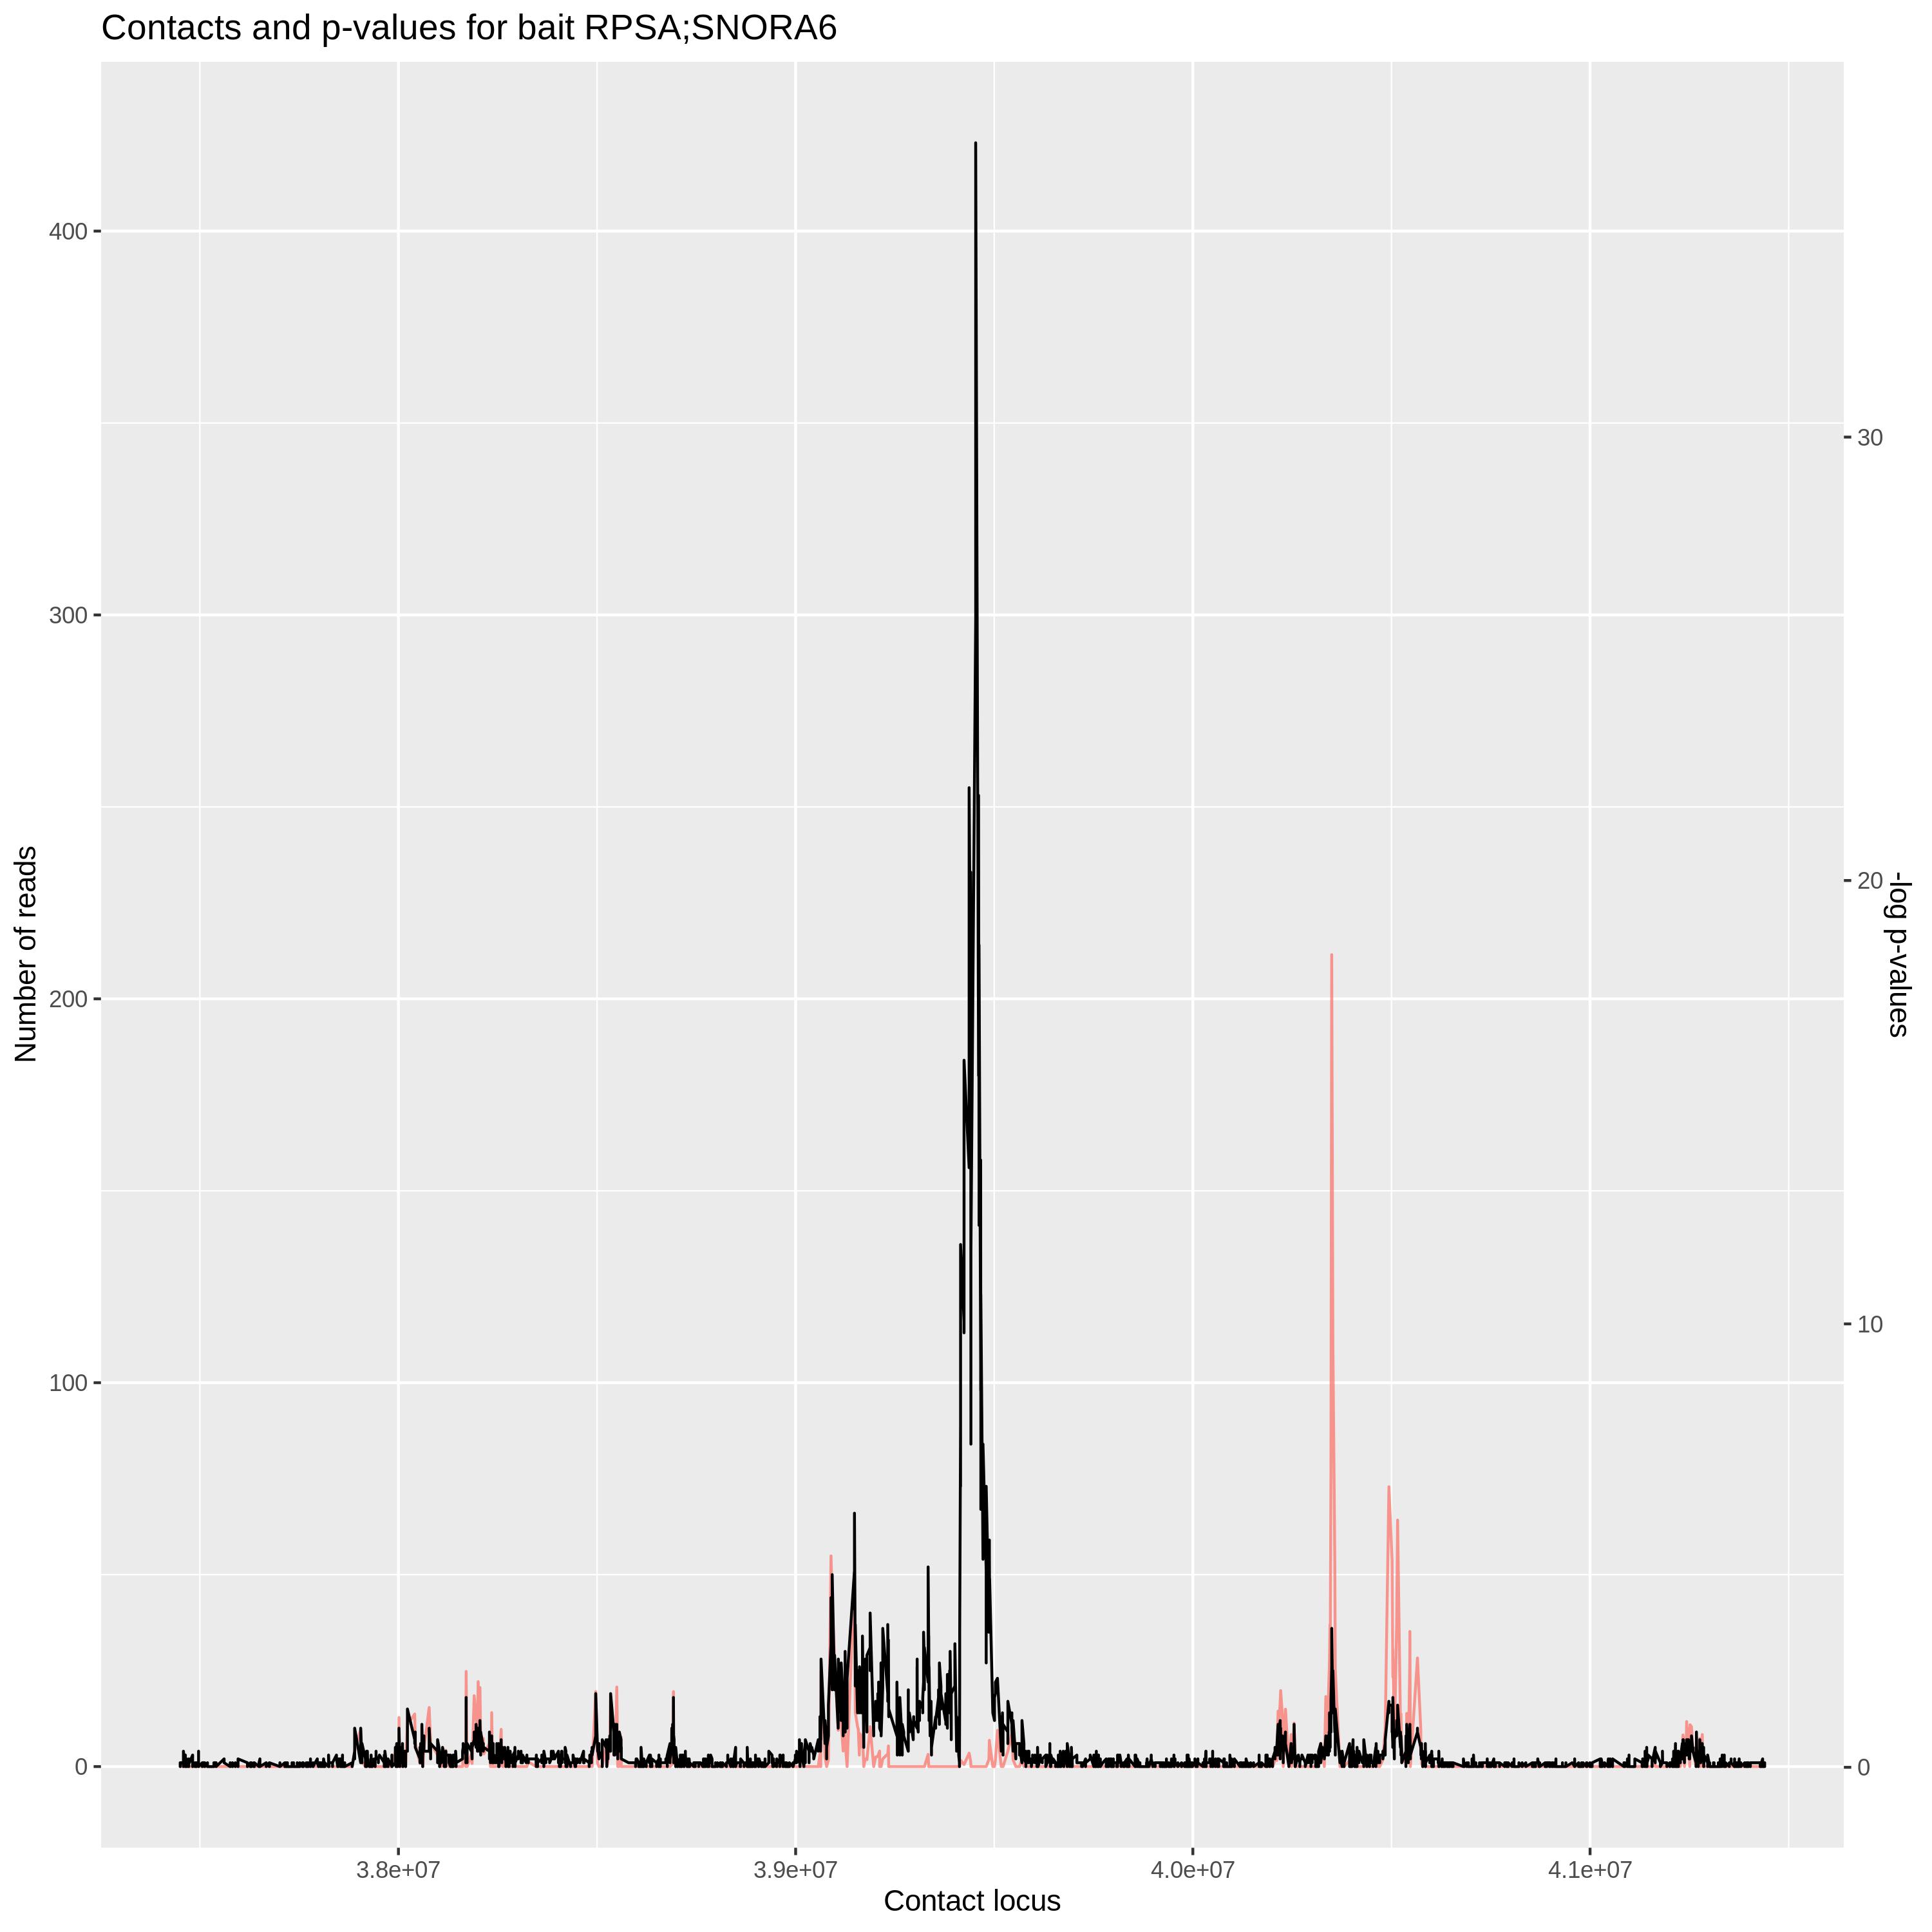 Contacts and p-values for bait RPSA;SNORA6
400
300
200
100
0
Number of reads
30
20
10
0
-log p-values
3.8e+07
3.9e+07
4.0e+07
4.1e+07
Contact locus